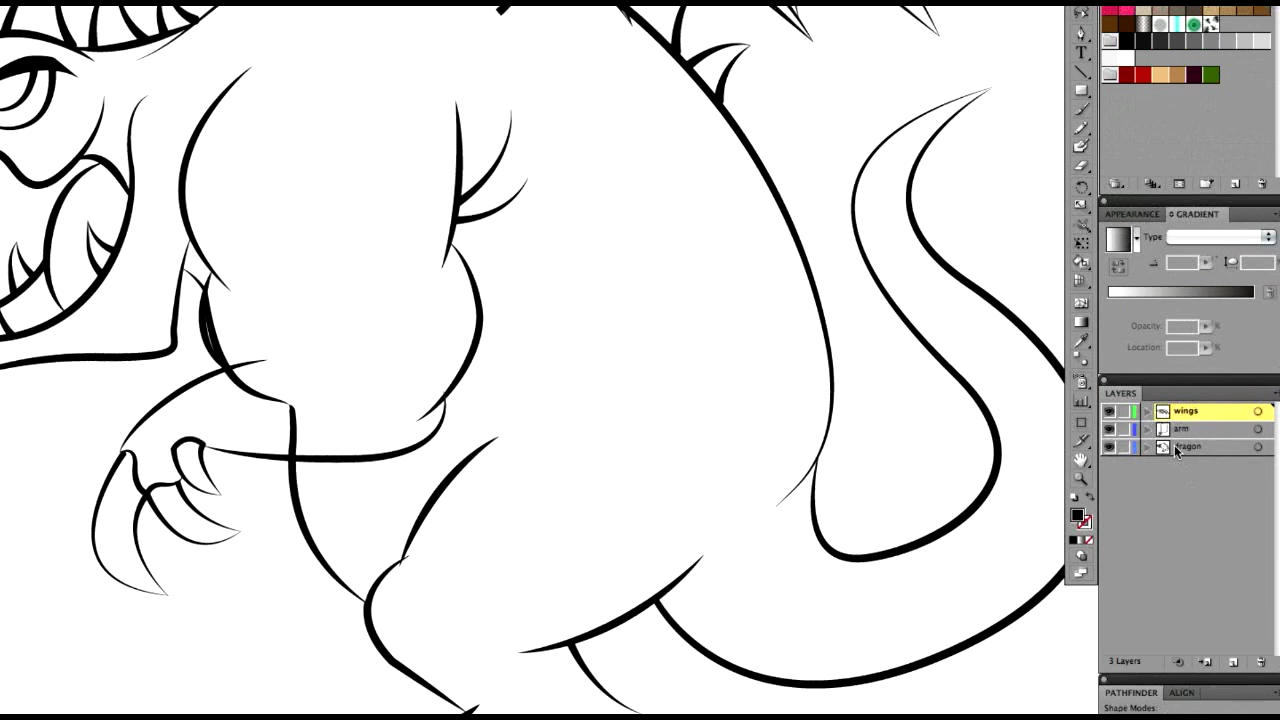 T
APPEARANCE GRADIENT
Type
°
Opacity: %
Location: %
LAYERS
wings
arm
dragon
3 Layers
PATHFINDER ALIGN
Shape Modes: